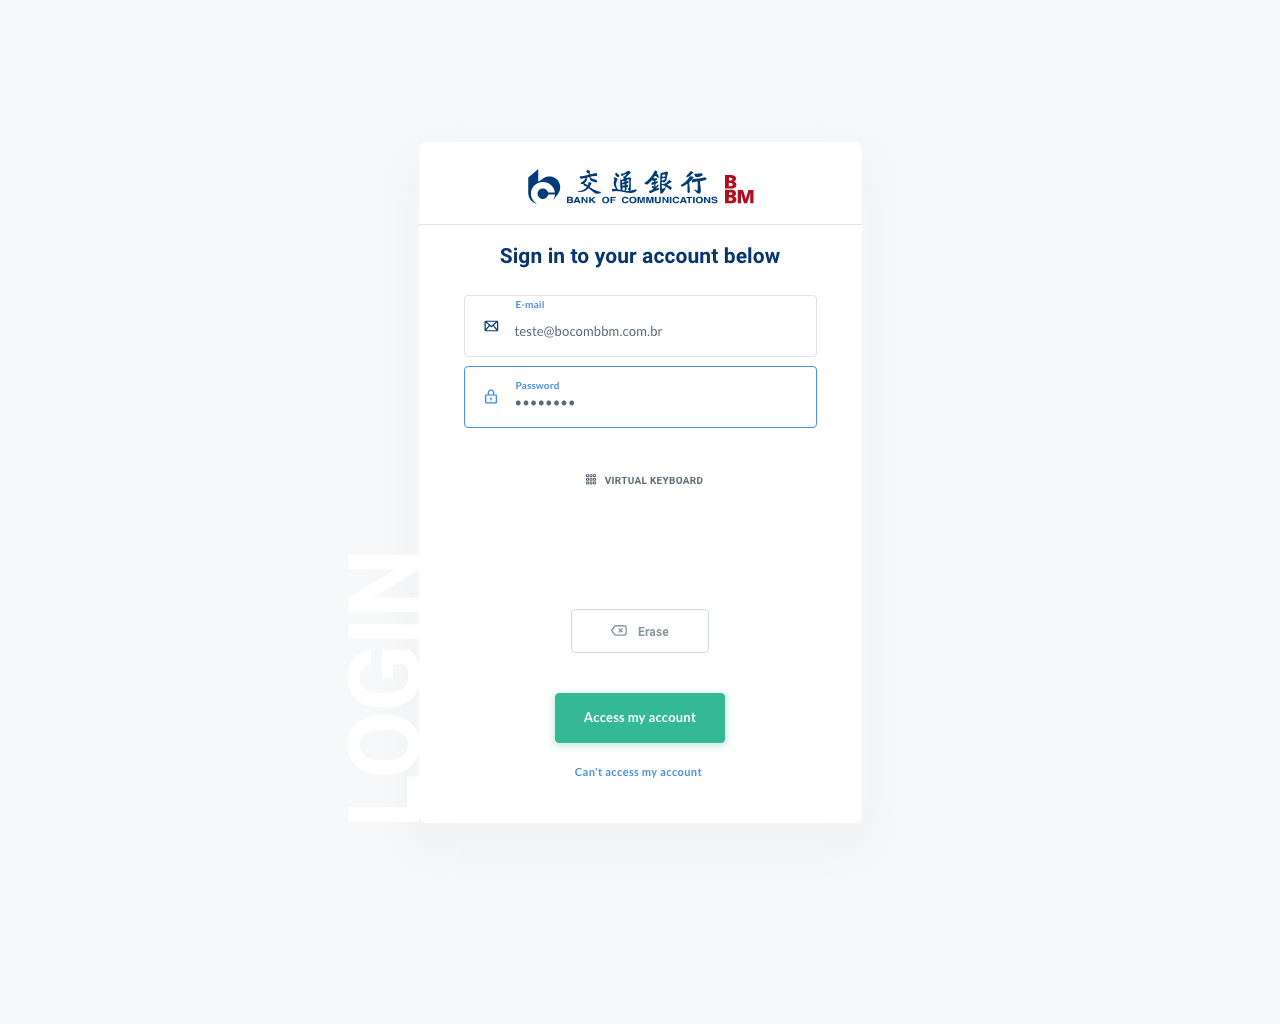 交通銀行
BANK OF COMMUNICATIONS
B
BM
Sign in to your account below
E-mail
teste@bocombbm.com.br
Password
••••••••
VIRTUAL KEYBOARD
Erase
Access my account
Can't access my account
LOGIN